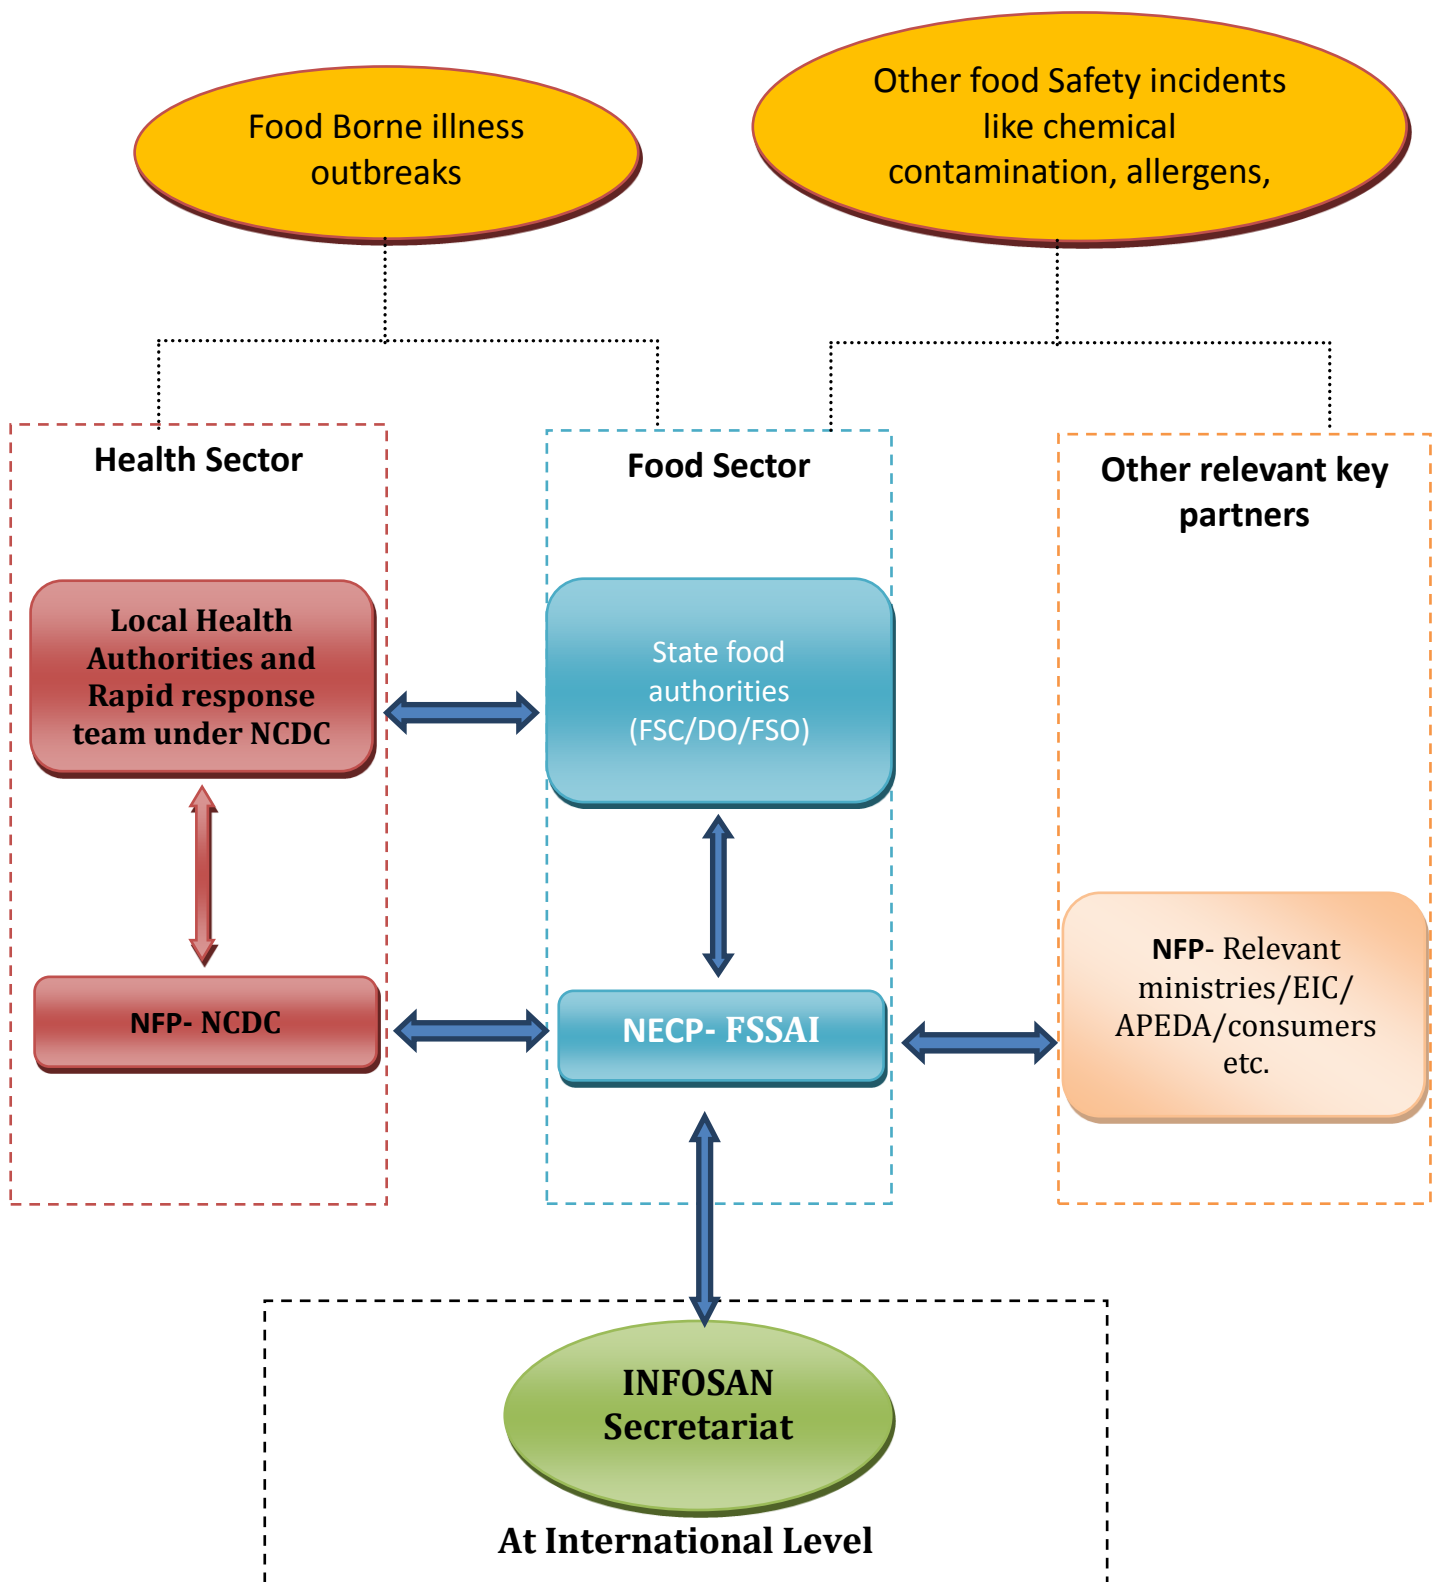 Food Borne illness
outbreaks
Other food Safety incidents
like chemical
contamination, allergens,
Health Sector
Food Sector
Other relevant key
partners
Local Health
Authorities and
Rapid response
team under NCDC
State food
authorities
(FSC/DO/FSO)
NFP- NCDC
NECP- FSSAI
NFP- Relevant
ministries/EIC/
APEDA/consumers
etc.
INFOSAN
Secretariat
At International Level